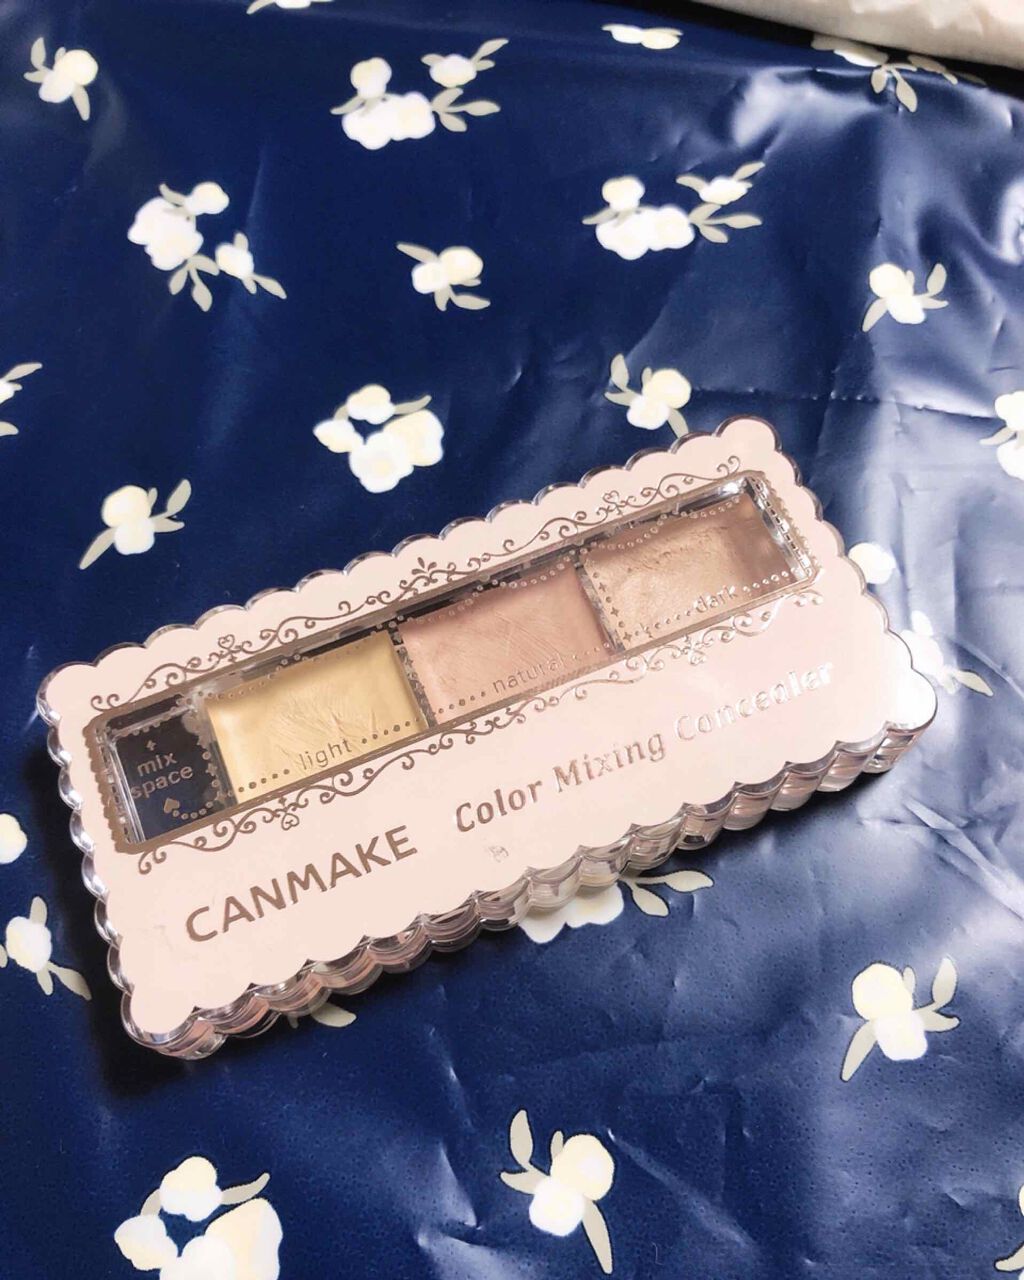 mix
space
light
natural
dark
CANMAKE Color Mixing Concealer